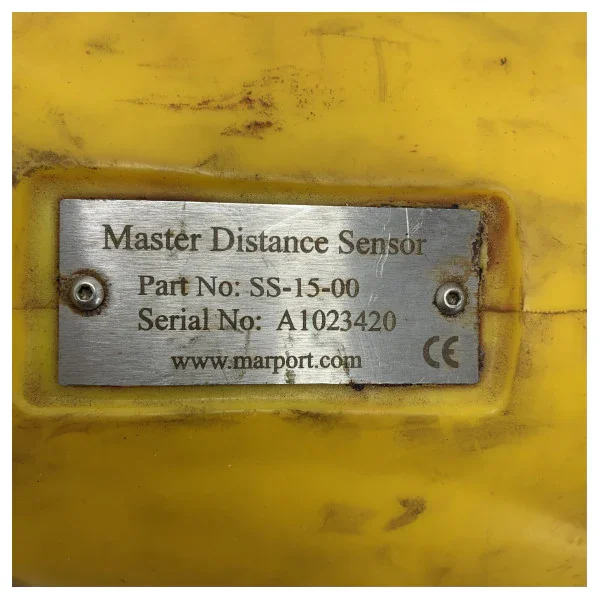 Master Distance Sensor
Part No: SS-15-00
Serial No: A1023420
www.marport.com
CE